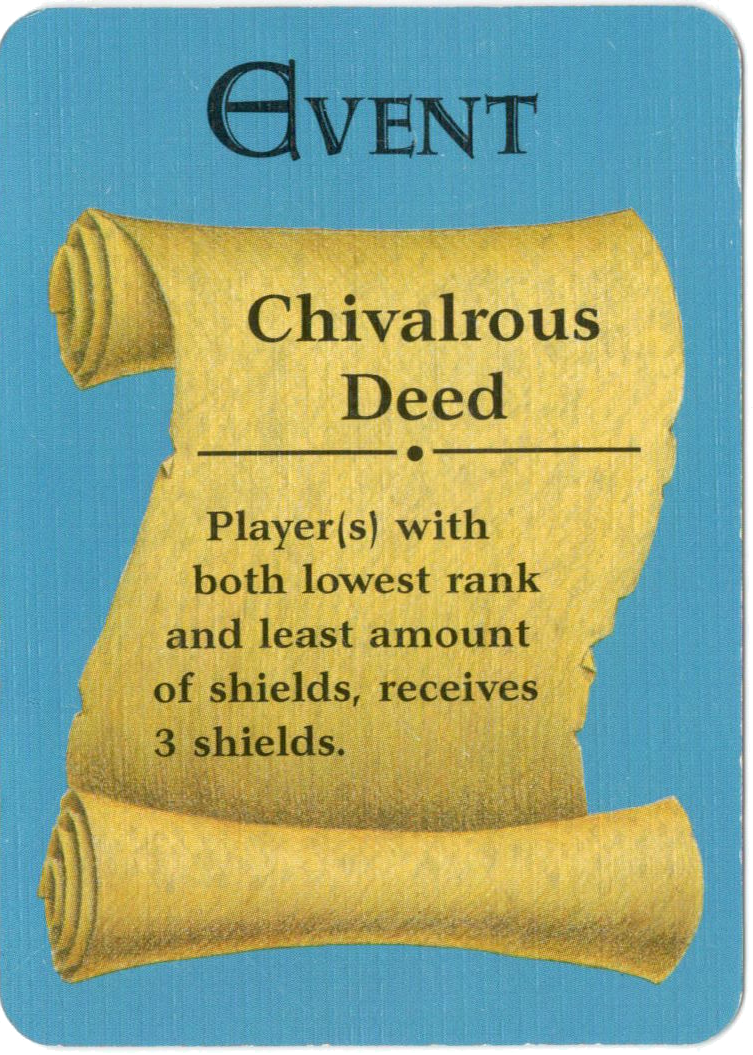 Event
Chivalrous
Deed
Player(s) with
both lowest rank
and least amount
of shields, receives
3 shields.